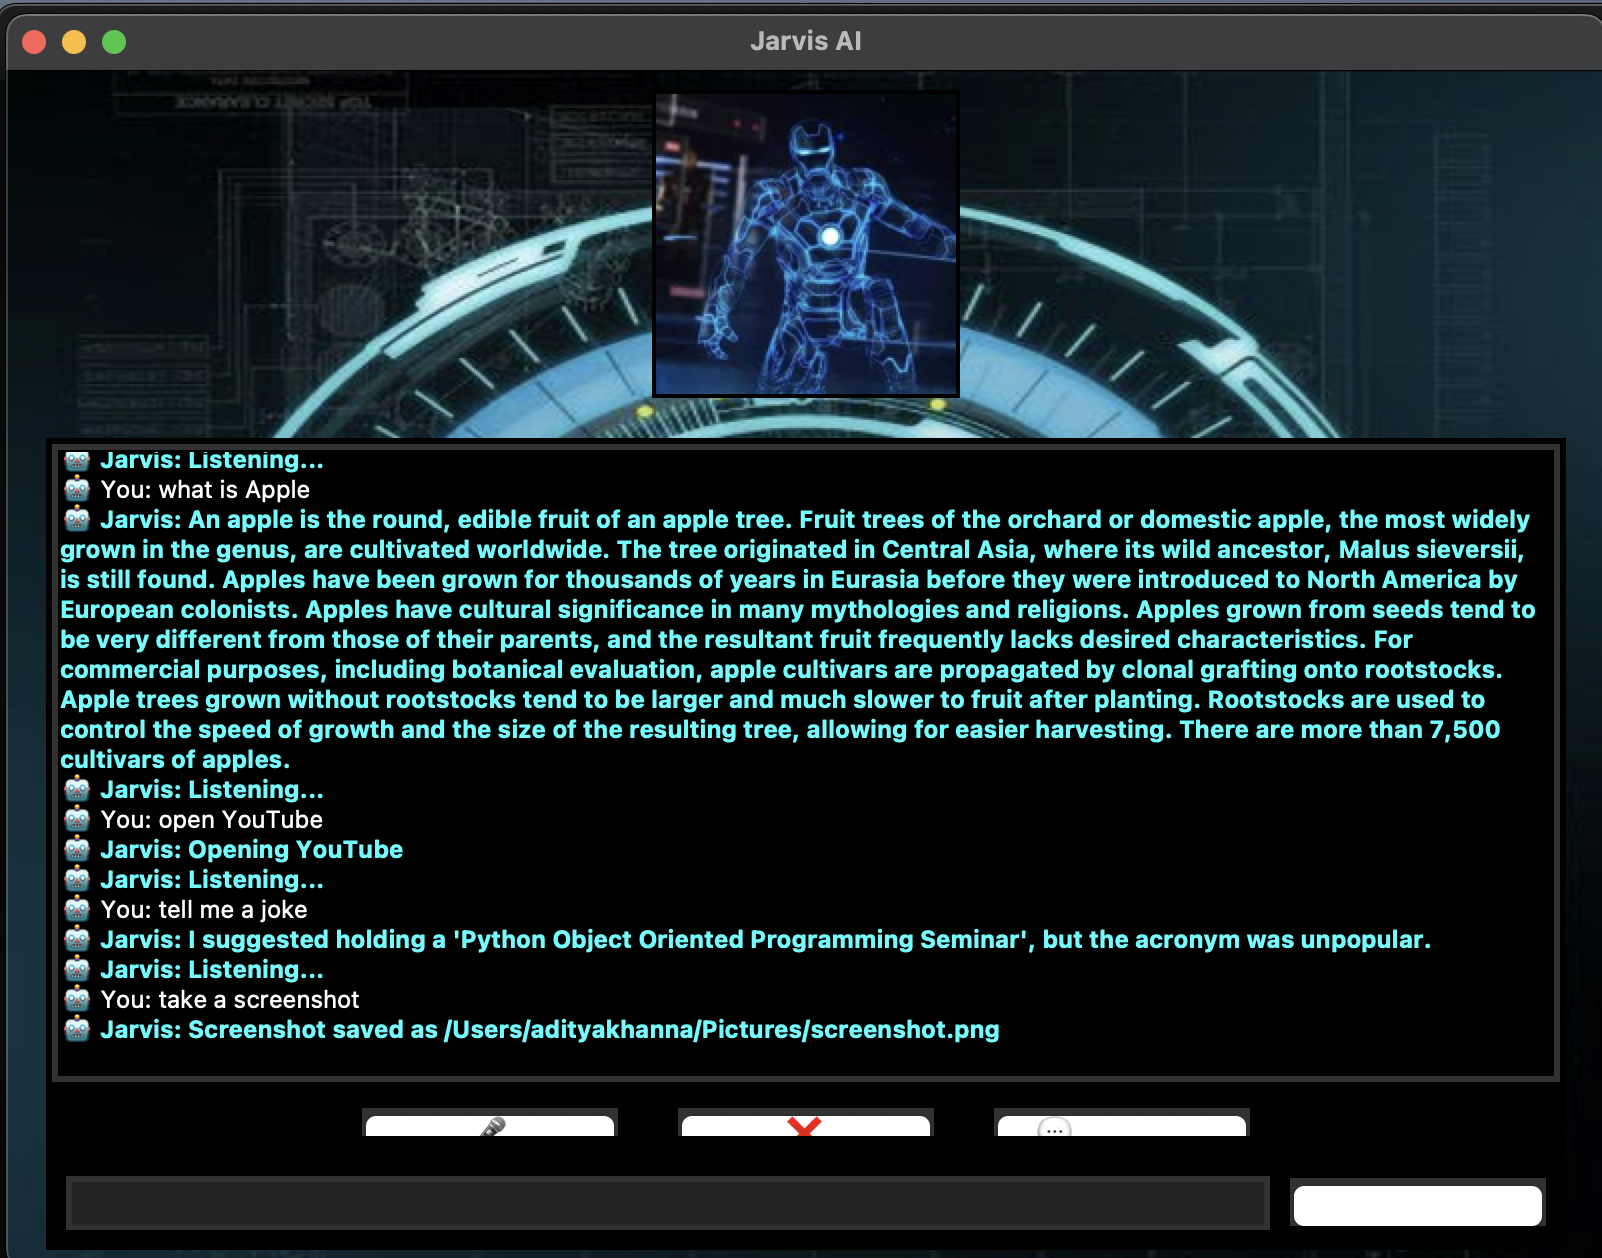 Jarvis AI
TOP SECRET CLEARANCE
🤖 Jarvis: Listening...
🤖 You: what is Apple
🤖 Jarvis: An apple is the round, edible fruit of an apple tree. Fruit trees of the orchard or domestic apple, the most widely
grown in the genus, are cultivated worldwide. The tree originated in Central Asia, where its wild ancestor, Malus sieversii,
is still found. Apples have been grown for thousands of years in Eurasia before they were introduced to North America by
European colonists. Apples have cultural significance in many mythologies and religions. Apples grown from seeds tend to
be very different from those of their parents, and the resultant fruit frequently lacks desired characteristics. For
commercial purposes, including botanical evaluation, apple cultivars are propagated by clonal grafting onto rootstocks.
Apple trees grown without rootstocks tend to be larger and much slower to fruit after planting. Rootstocks are used to
control the speed of growth and the size of the resulting tree, allowing for easier harvesting. There are more than 7,500
cultivars of apples.
🤖 Jarvis: Listening...
🤖 You: open YouTube
🤖 Jarvis: Opening YouTube
🤖 Jarvis: Listening...
🤖 You: tell me a joke
🤖 Jarvis: I suggested holding a 'Python Object Oriented Programming Seminar', but the acronym was unpopular.
🤖 Jarvis: Listening...
🤖 You: take a screenshot
🤖 Jarvis: Screenshot saved as /Users/adityakhanna/Pictures/screenshot.png